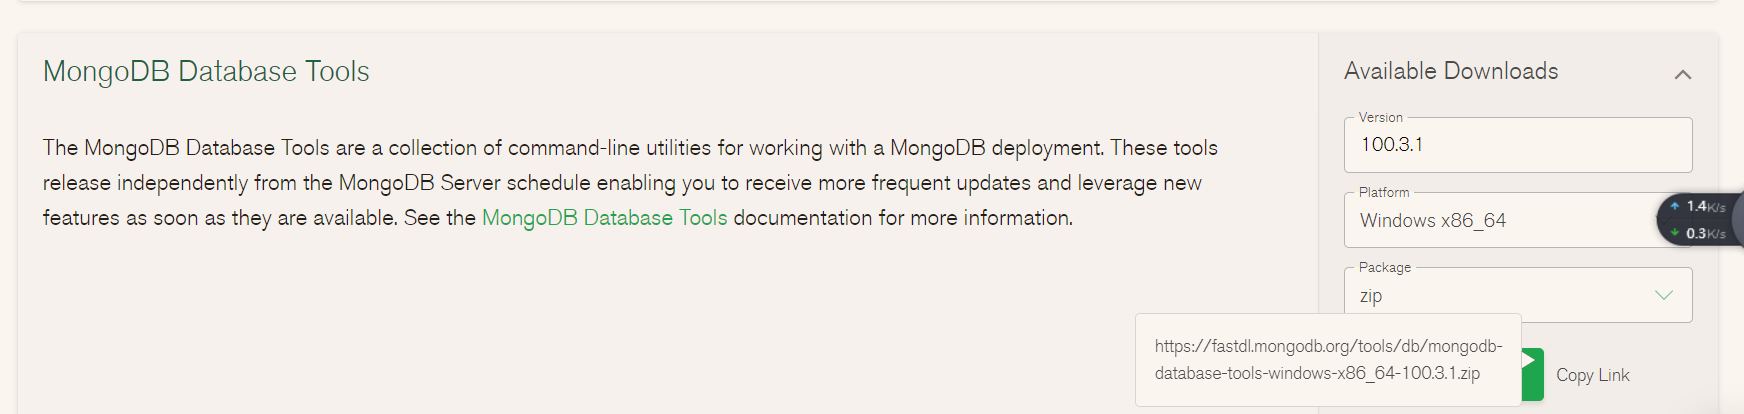 MongoDB Database Tools
The MongoDB Database Tools are a collection of command-line utilities for working with a MongoDB deployment. These tools
release independently from the MongoDB Server schedule enabling you to receive more frequent updates and leverage new
features as soon as they are available. See the MongoDB Database Tools documentation for more information.
Available Downloads
Version
100.3.1
Platform
Windows x86_64
1.4K/s
0.3K/s
Package
zip
https://fastdl.mongodb.org/tools/db/mongodb-
database-tools-windows-x86_64-100.3.1.zip
Copy Link